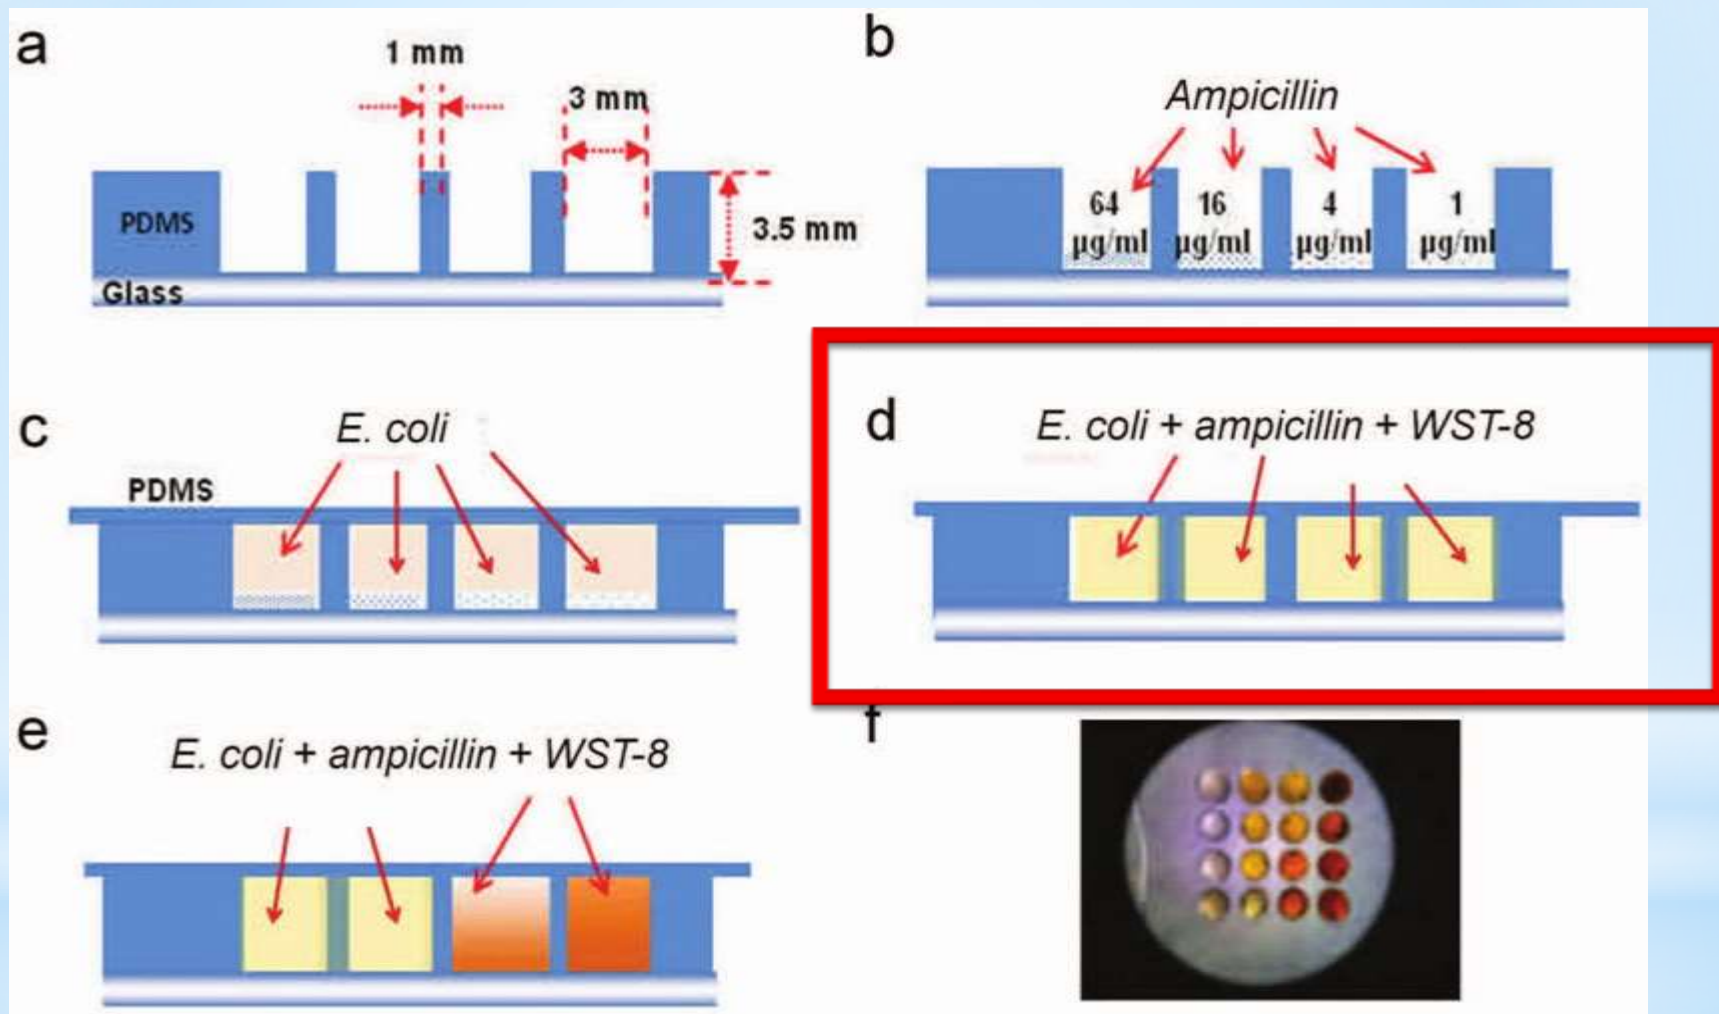 a
1 mm
3 mm
PDMS
3.5 mm
Glass
b
Ampicillin
64 16 4 1
µg/ml µg/ml µg/ml µg/ml
c
E. coli
PDMS
d
E. coli + ampicillin + WST-8
e
E. coli + ampicillin + WST-8
f